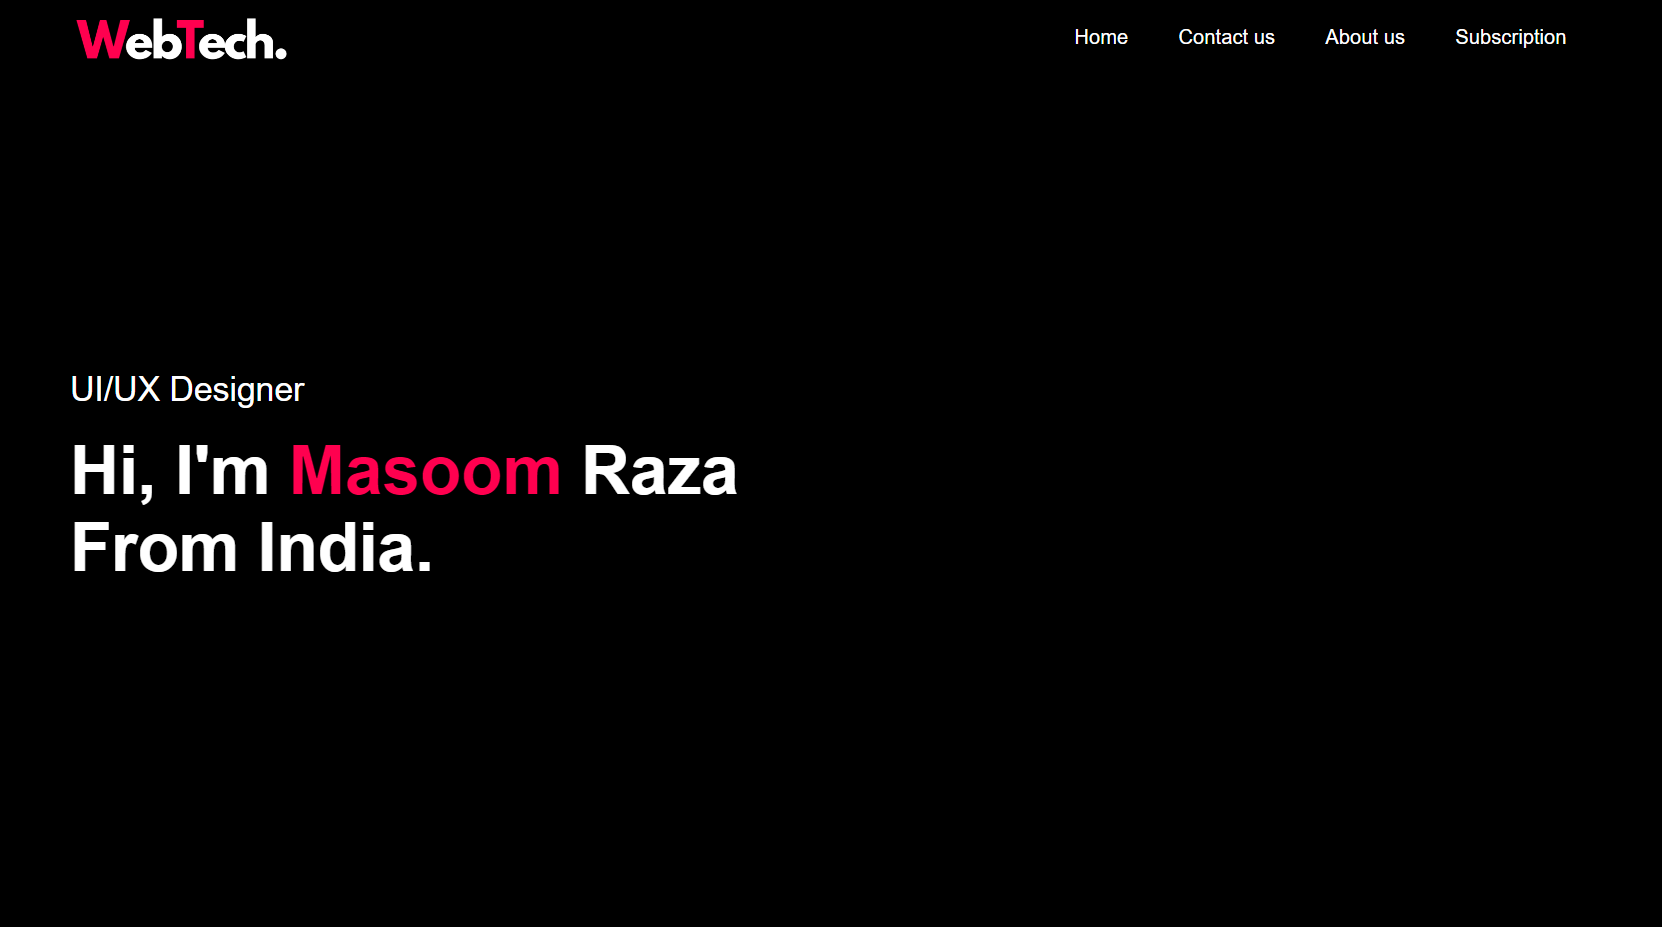 WebTech.
Home Contact us About us Subscription
UI/UX Designer
Hi, I'm Masoom Raza
From India.